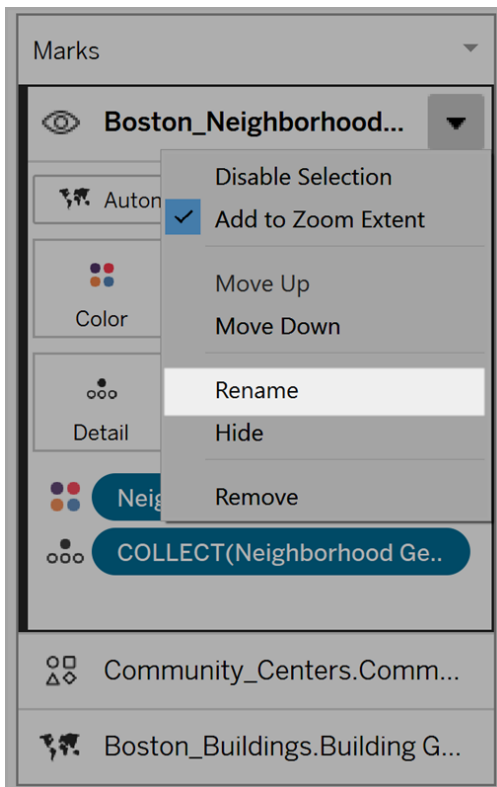 Marks
Boston_Neighborhood...
Disable Selection
Autom
Add to Zoom Extent
Move Up
Color
Move Down
Rename
Detail
Hide
Neig
Remove
COLLECT(Neighborhood Ge..
Community_Centers.Comm...
Boston_Buildings.Building G...